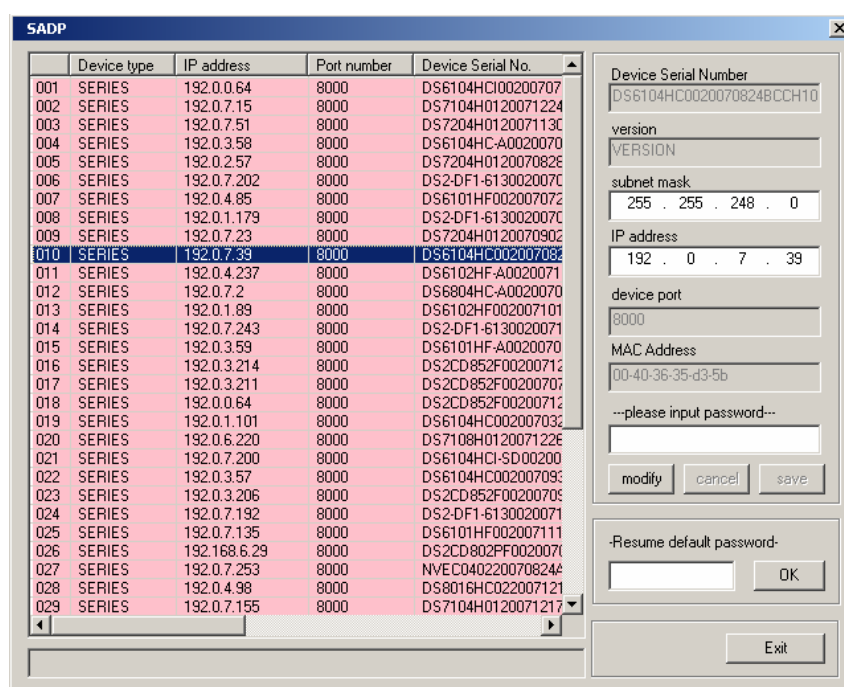 SADP
Device type IP address Port number Device Serial No.
001 SERIES 192.0.0.64 8000 DS6104HCI00200707
002 SERIES 192.0.7.15 8000 DS7104H0120071224
003 SERIES 192.0.7.51 8000 DS7204H012007113C
004 SERIES 192.0.3.58 8000 DS6104HC-A0020070
005 SERIES 192.0.2.57 8000 DS7204H0120070828
006 SERIES 192.0.7.202 8000 DS2-DF1-613002007C
007 SERIES 192.0.4.85 8000 DS6101HF002007072
008 SERIES 192.0.1.179 8000 DS2-DF1-613002007C
009 SERIES 192.0.7.23 8000 DS7204H0120070902
010 SERIES 192.0.7.39 8000 DS6104HC002007082
011 SERIES 192.0.4.237 8000 DS6102HF-A0020071
012 SERIES 192.0.7.2 8000 DS6804HC-A0020070
013 SERIES 192.0.1.89 8000 DS6102HF002007101
014 SERIES 192.0.7.243 8000 DS2-DF1-6130020071
015 SERIES 192.0.3.59 8000 DS6101HF-A0020070
016 SERIES 192.0.3.214 8000 DS2CD852F00200712
017 SERIES 192.0.3.211 8000 DS2CD852F00200707
018 SERIES 192.0.0.64 8000 DS2CD852F00200712
019 SERIES 192.0.1.101 8000 DS6104HC002007032
020 SERIES 192.0.6.220 8000 DS7108H0120071226
021 SERIES 192.0.7.200 8000 DS6104HCI-SD00200
022 SERIES 192.0.3.57 8000 DS6104HC002007093
023 SERIES 192.0.3.206 8000 DS2CD852F00200709
024 SERIES 192.0.7.192 8000 DS2-DF1-6130020071
025 SERIES 192.0.7.135 8000 DS6101HF002007111
026 SERIES 192.168.6.29 8000 DS2CD802PF0020070
027 SERIES 192.0.7.253 8000 NVEC040220070824A
028 SERIES 192.0.4.98 8000 DS8016HC022007121
029 SERIES 192.0.7.155 8000 DS7104H0120071217
Device Serial Number
DS6104HC0020070824BCCH10
version
VERSION
subnet mask
255 . 255 . 248 . 0
IP address
192 . 0 . 7 . 39
device port
8000
MAC Address
00-40-36-35-d3-5b
---please input password---
modify cancel save
-Resume default password-
OK
Exit